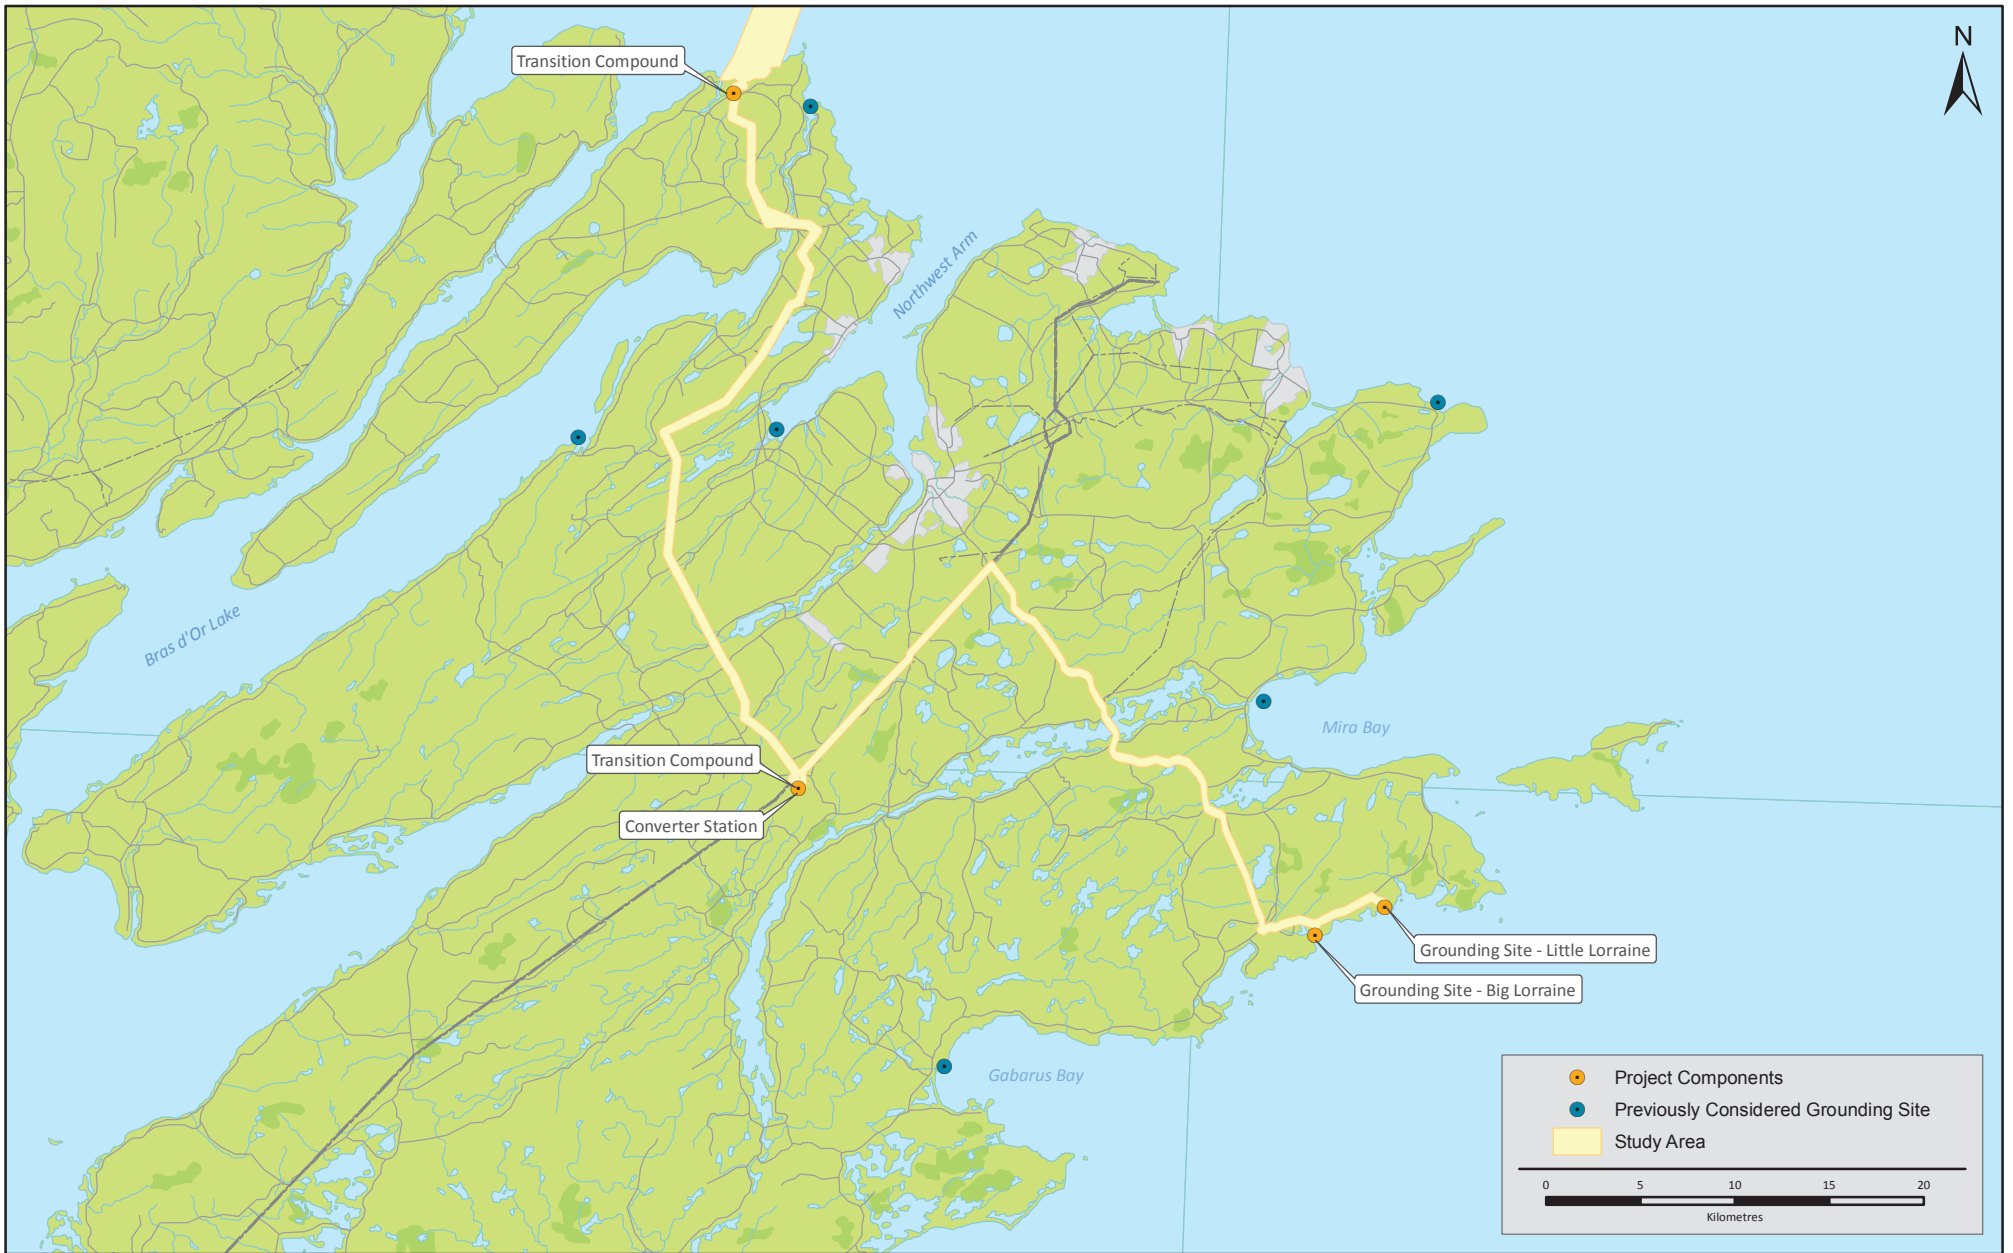 N
Transition Compound
Northwest Arm
Bras d'Or Lake
Mira Bay
Transition Compound
Converter Station
Grounding Site - Little Lorraine
Grounding Site - Big Lorraine
Gabarus Bay
Project Components
Previously Considered Grounding Site
Study Area
0 5 10 15 20
Kilometres